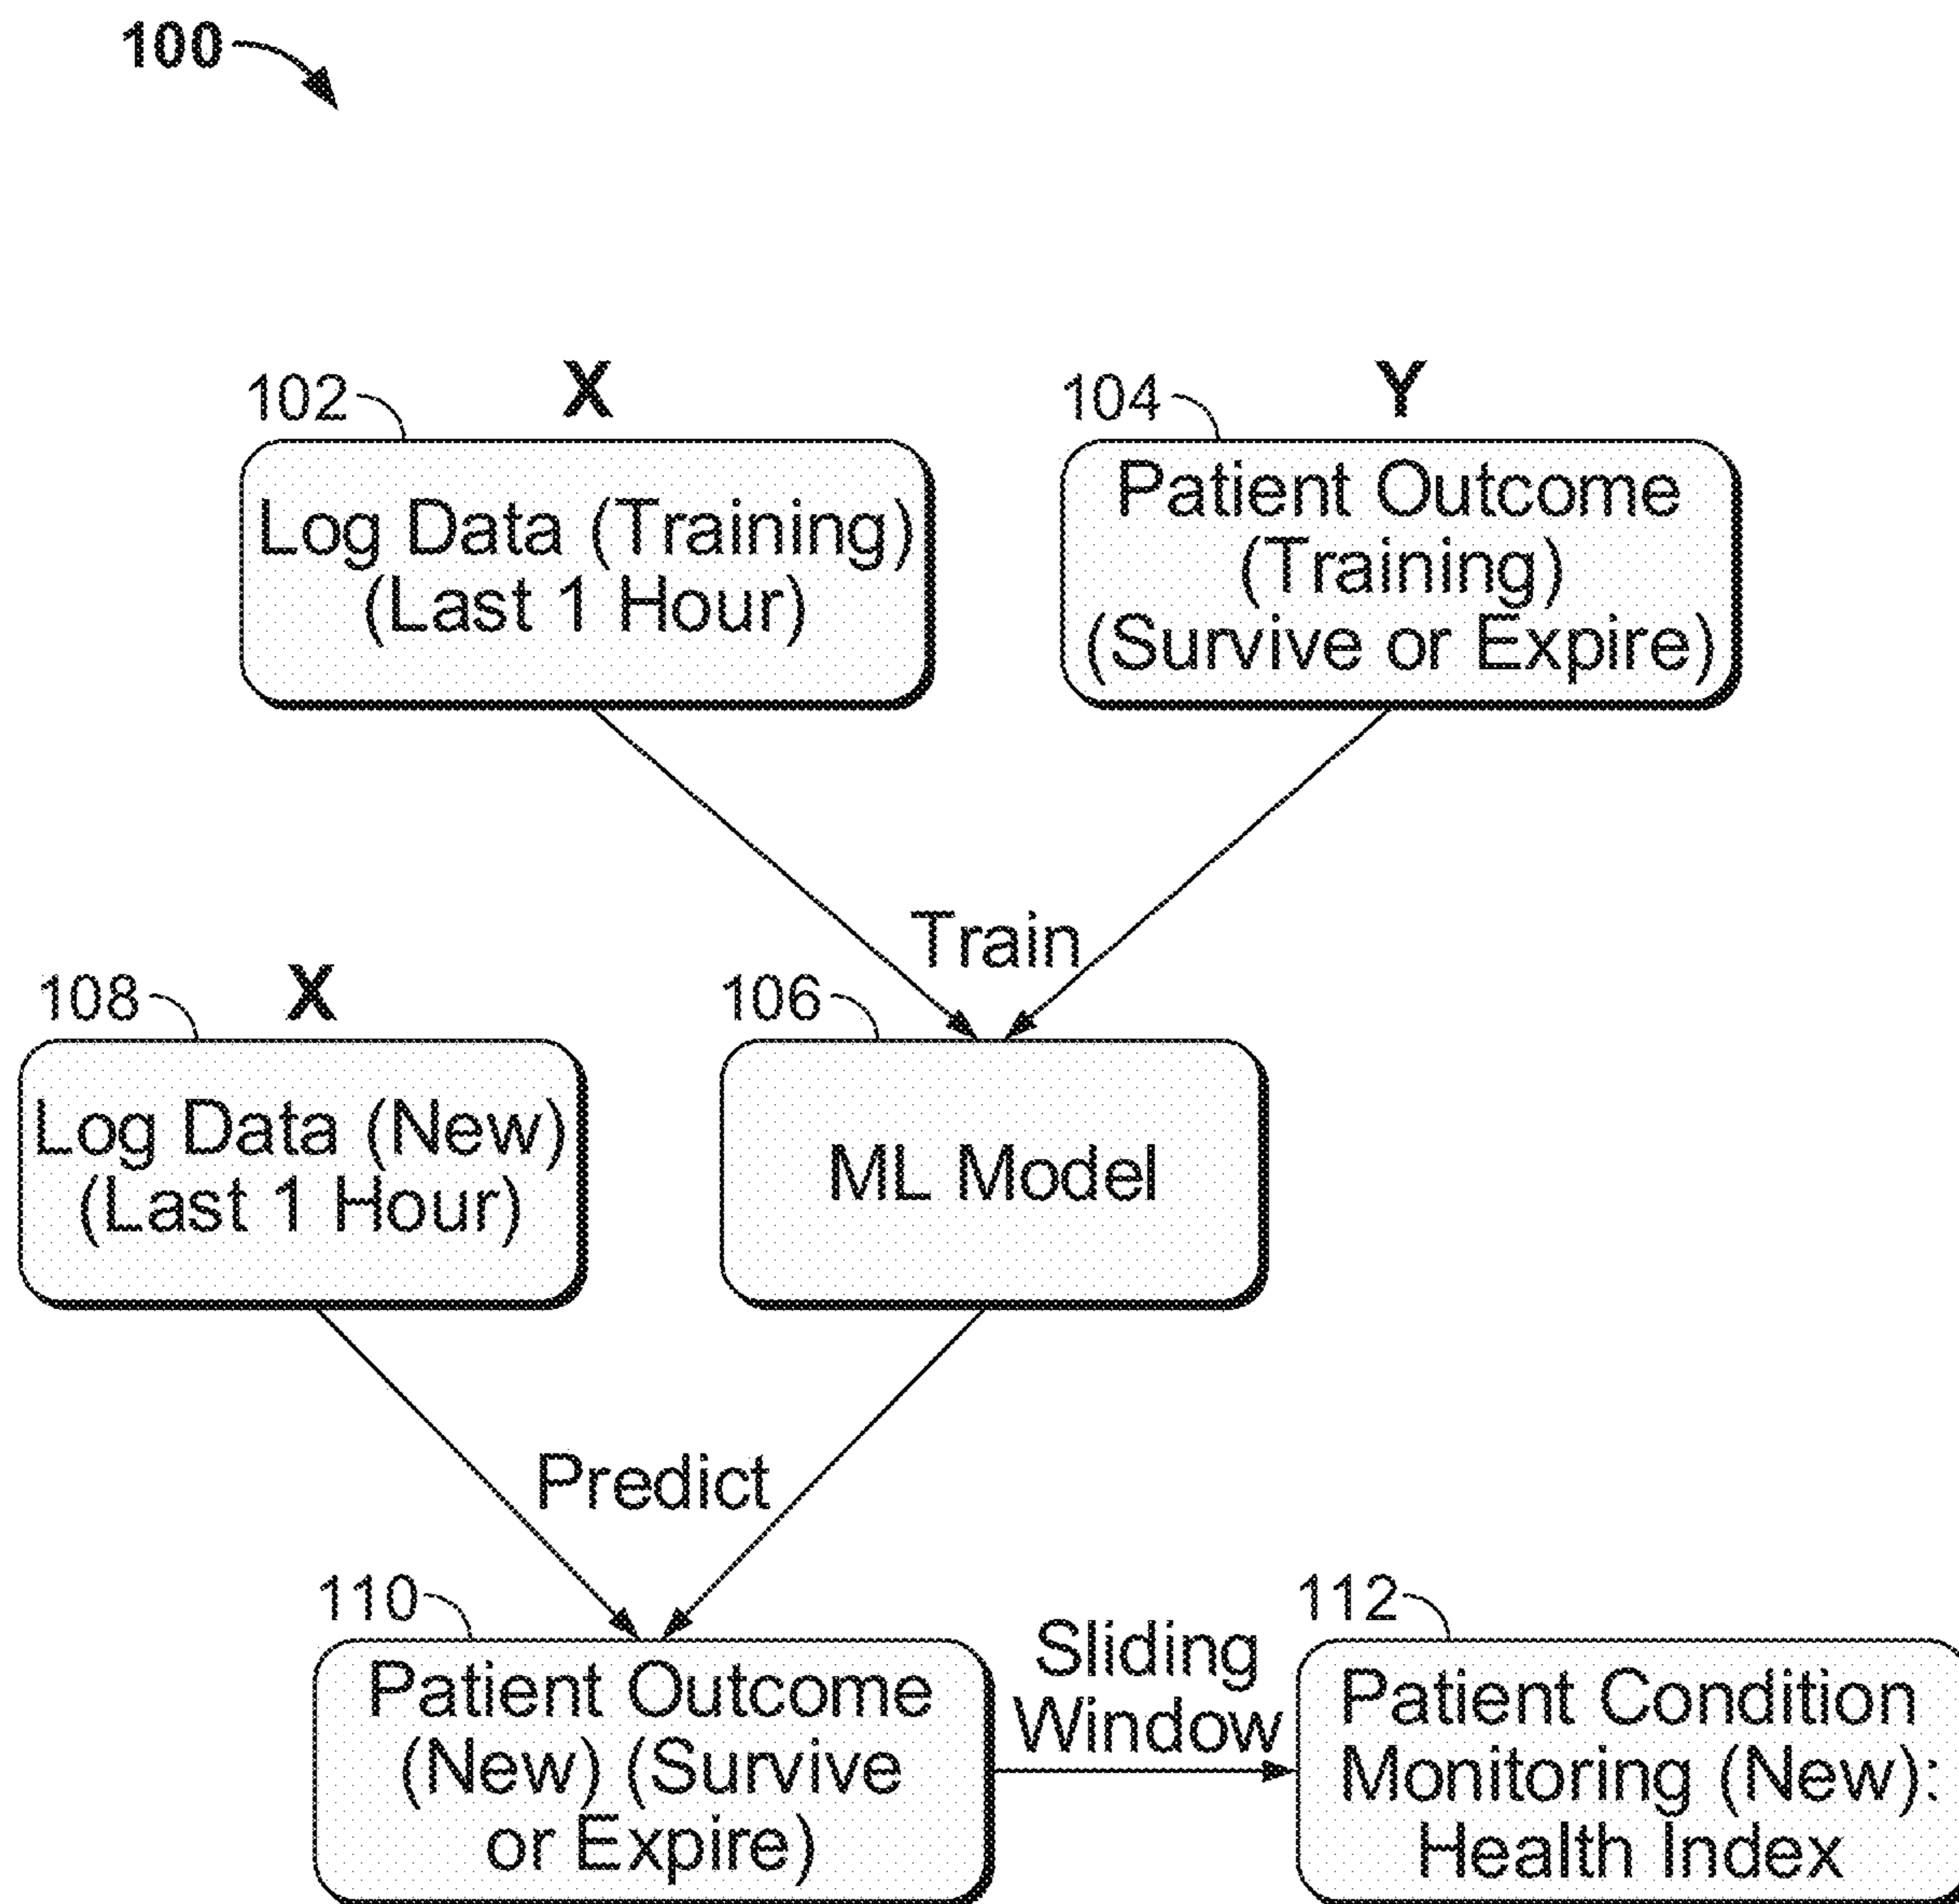 100
102
X
104
Y
Log Data (Training)
(Last 1 Hour)
Patient Outcome
(Training)
(Survive or Expire)
Train
108
X
106
Log Data (New)
(Last 1 Hour)
ML Model
Predict
110
Sliding
Window
112
Patient Outcome
(New) (Survive
or Expire)
Patient Condition
Monitoring (New):
Health Index